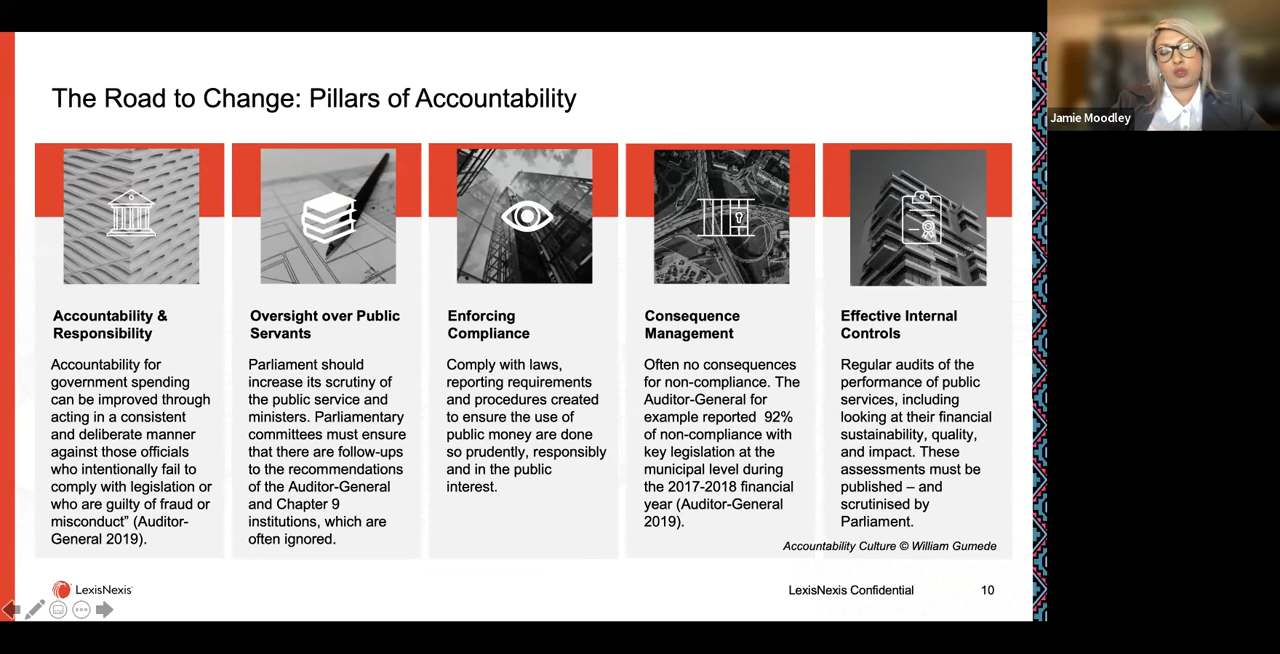 The Road to Change: Pillars of Accountability
Accountability &
Responsibility
Accountability for
government spending
can be improved through
acting in a consistent
and deliberate manner
against those officials
who intentionally fail to
comply with legislation or
who are guilty of fraud or
misconduct” (Auditor-
General 2019).
Oversight over Public
Servants
Parliament should
increase its scrutiny of
the public service and
ministers. Parliamentary
committees must ensure
that there are follow-ups
to the recommendations
of the Auditor-General
and Chapter 9
institutions, which are
often ignored.
Enforcing
Compliance
Comply with laws,
reporting requirements
and procedures created
to ensure the use of
public money are done
so prudently, responsibly
and in the public
interest.
Consequence
Management
Often no consequences
for non-compliance. The
Auditor-General for
example reported 92%
of non-compliance with
key legislation at the
municipal level during
the 2017-2018 financial
year (Auditor-General
2019).
Effective Internal
Controls
Regular audits of the
performance of public
services, including
looking at their financial
sustainability, quality,
and impact. These
assessments must be
published – and
scrutinised by
Parliament.
Accountability Culture © William Gumede
LexisNexis
LexisNexis Confidential
10
Jamie Moodley